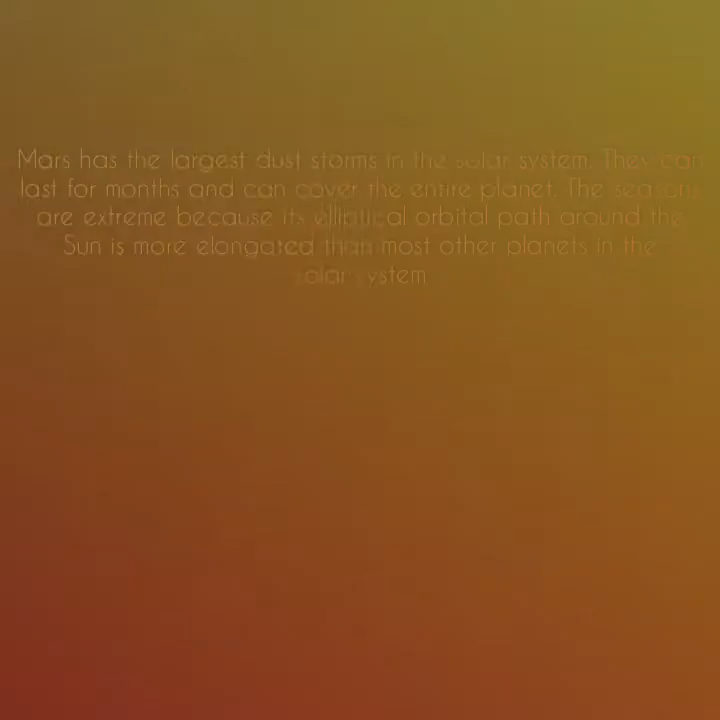 Mars has the largest dust storms in the solar system. They can
last for months and can cover the entire planet. The seasons
are extreme because its elliptical orbital path around the
Sun is more elongated than most other planets in the
solar system